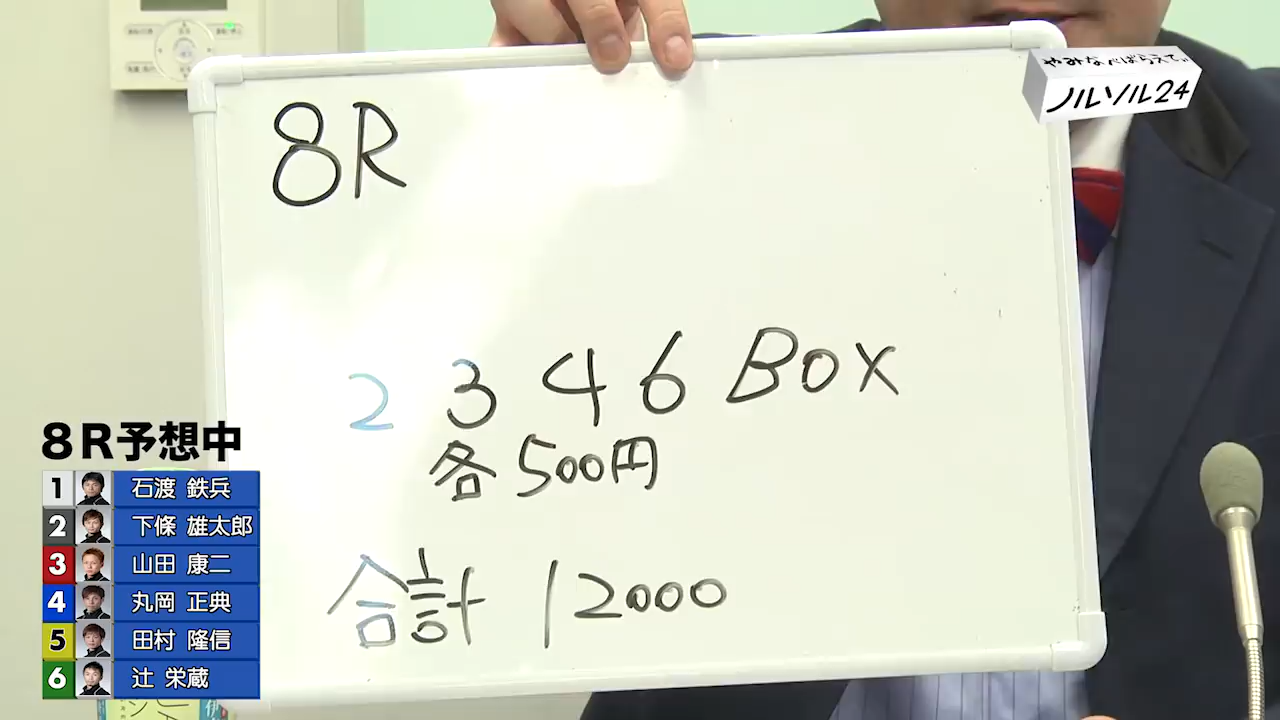 やみなべばらえてぃ
ノルソル24
8R
2 3 4 6 BOX
各500円
合計 12000
8R予想中
1 石渡 鉄兵
2 下條 雄太郎
3 山田 康二
4 丸岡 正典
5 田村 隆信
6 辻 栄蔵